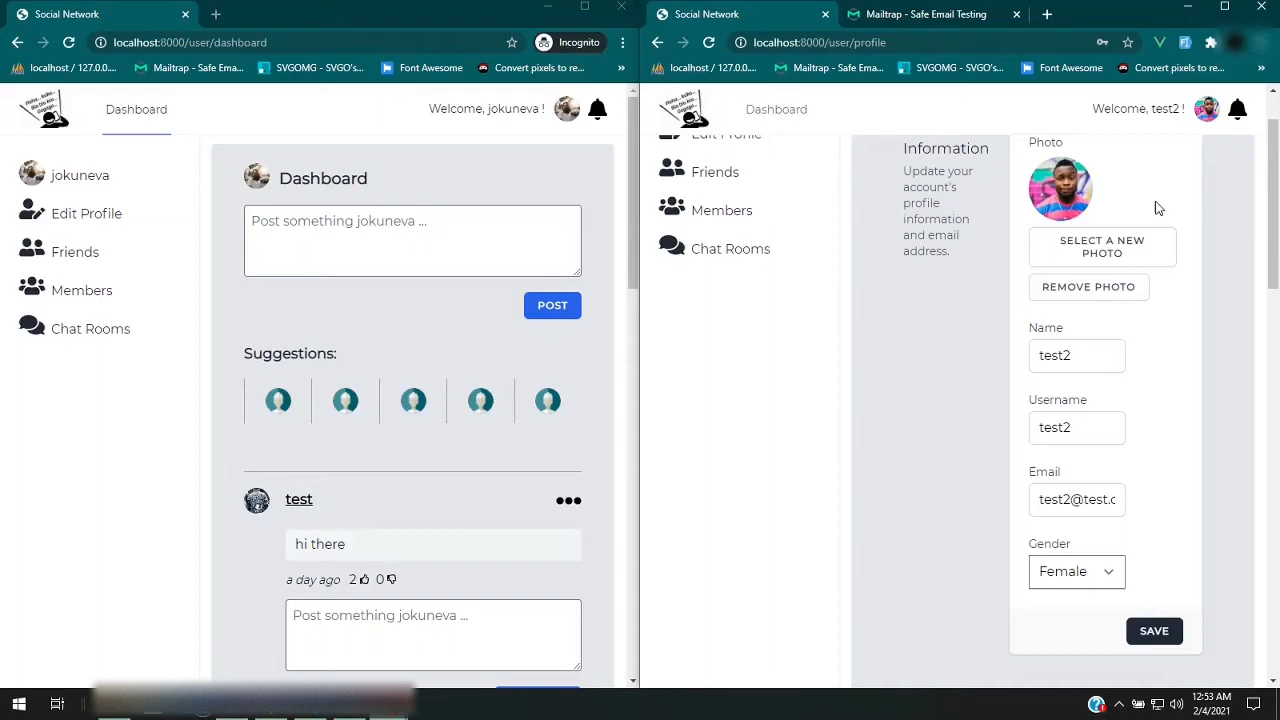 Social Network
localhost:8000/user/dashboard
Incognito
localhost / 127.0.0....
Mailtrap - Safe Ema...
SVGOMG - SVGO's...
Font Awesome
Convert pixels to re...
»
Dashboard
Welcome, jokuneva !
jokuneva
Edit Profile
Friends
Members
Chat Rooms
Dashboard
Post something jokuneva ...
POST
Suggestions:
test
hi there
a day ago 2 0
Post something jokuneva ...
Social Network
Mailtrap - Safe Email Testing
localhost:8000/user/profile
localhost / 127.0.0....
Mailtrap - Safe Ema...
SVGOMG - SVGO's...
Font Awesome
Convert pixels to re...
»
Dashboard
Welcome, test2 !
Edit Profile
Friends
Members
Chat Rooms
Information
Update your
account's
profile
information
and email
address.
Photo
SELECT A NEW
PHOTO
REMOVE PHOTO
Name
test2
Username
test2
Email
test2@test.c
Gender
Female
SAVE
12:53 AM
2/4/2021